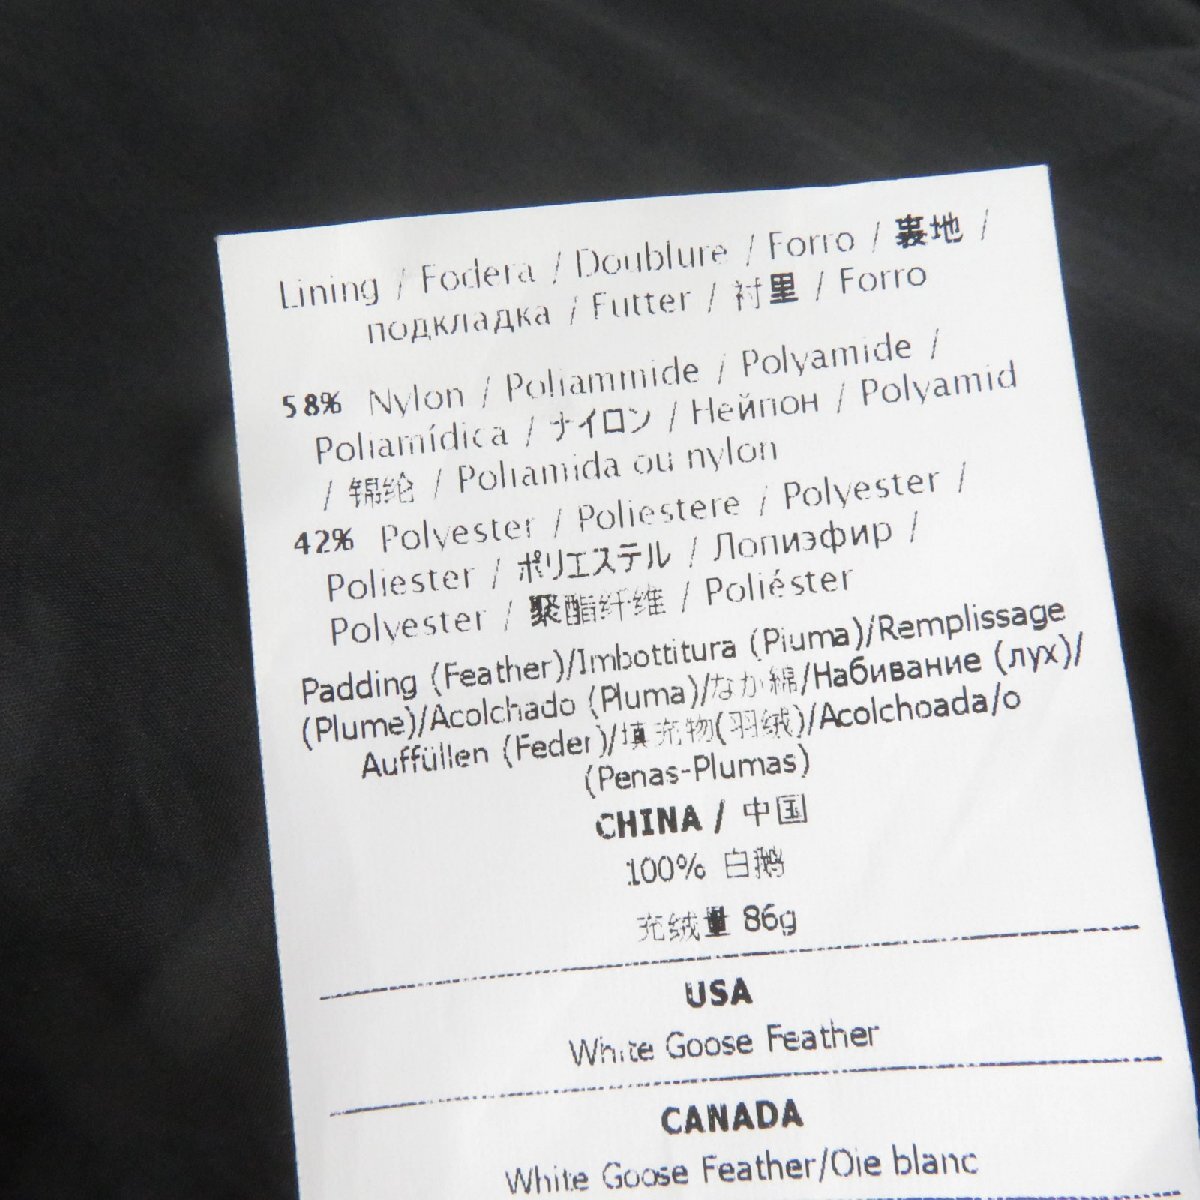 Lining / Fodera / Doublure / Forro / 裏地 /
подкладка / Futter / 衬里 / Forro
58% Nylon / Poliammide / Polyamide /
Poliamídica / ナイロン / Нейлон / Polyamid
/ 锦纶 / Poliamida ou nylon
42% Polyester / Poliestere / Polyester /
Poliester / ポリエステル / Лопиэфир /
Polyester / 聚酯纤维 / Poliéster
Padding (Feather)/Imbottitura (Piuma)/Remplissage
(Plume)/Acolchado (Pluma)/なか綿/Набивание (лух)/
Auffüllen (Feder)/填充物(羽绒)/Acolchoada/o
(Penas-Plumas)
CHINA / 中国
100% 白鹅
充绒量 86g
USA
White Goose Feather
CANADA
White Goose Feather/Oie blanc